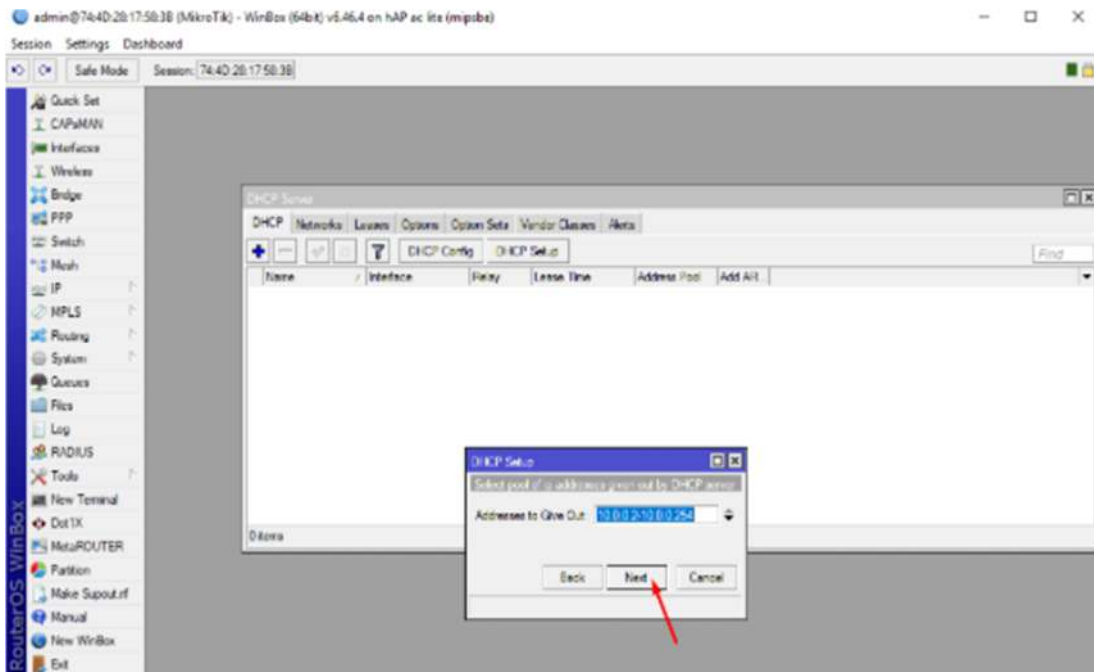 admin@74:4D:28:17:58:3B (MikroTik) - WinBox (64bit) v6.46.4 on hAP ac lite (mipsbe)
Session Settings Dashboard
Safe Mode Session: 74:4D:28:17:58:3B
Quick Set
CAPsMAN
Interfaces
Wireless
Bridge
PPP
Switch
Mesh
IP
MPLS
Routing
System
Queues
Files
Log
RADIUS
Tools
New Terminal
Dot1X
MetaROUTER
Partition
Make Supout.rif
Manual
New WinBox
Exit
RouterOS WinBox
DHCP Server
DHCP Networks Leases Options Option Sets Vendor Classes Alerts
DHCP Config DHCP Setup Find
Name Interface Relay Lease Time Address Pool Add AR...
0 items
DHCP Setup
Select pool of ip addresses given out by DHCP server
Addresses to Give Out: 10.0.0.2-10.0.0.254
Back Next Cancel